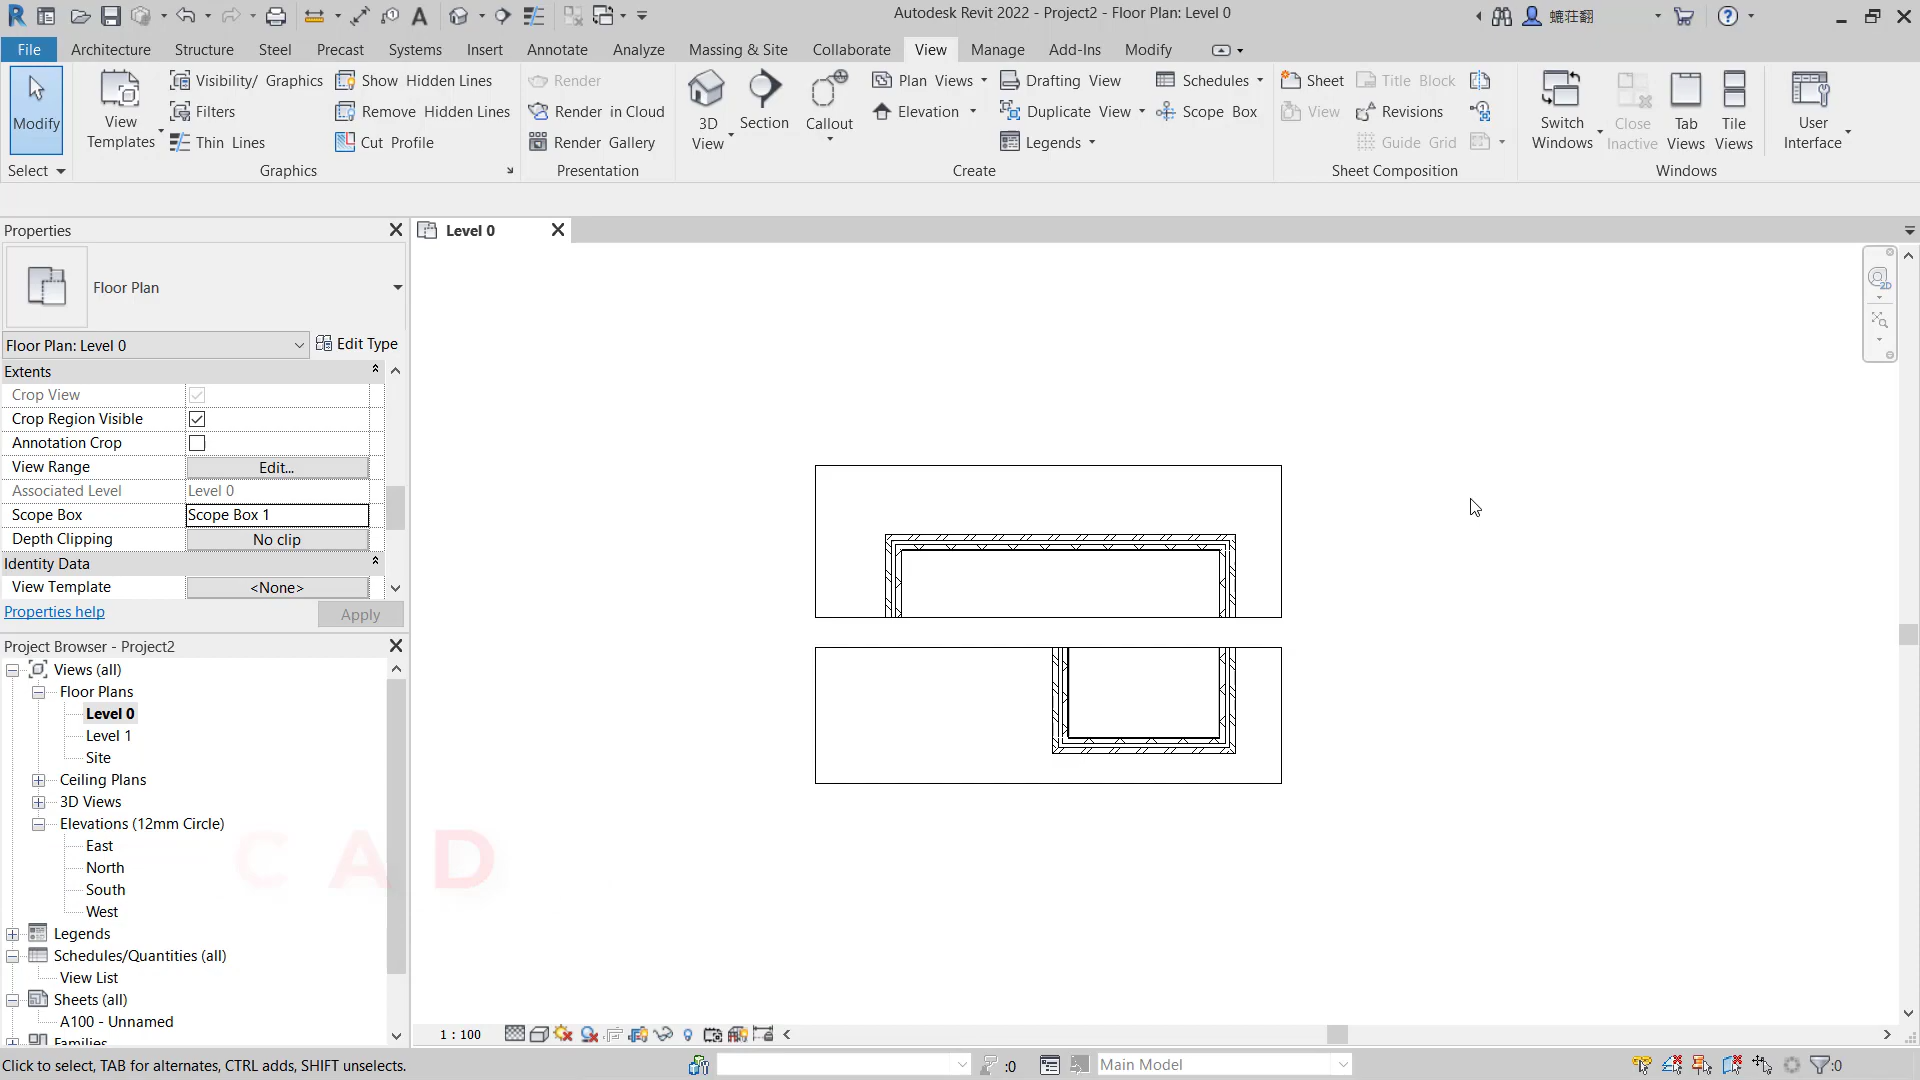 Autodesk Revit 2022 - Project2 - Floor Plan: Level 0
File Architecture Structure Steel Precast Systems Insert Annotate Analyze Massing & Site Collaborate View Manage Add-Ins Modify
Modify
Select
View Templates
Visibility/ Graphics
Filters
Thin Lines
Show Hidden Lines
Remove Hidden Lines
Cut Profile
Graphics
Render
Render in Cloud
Render Gallery
Presentation
3D View
Section
Callout
Plan Views
Elevation
Drafting View
Duplicate View
Legends
Schedules
Scope Box
Create
Sheet
View
Title Block
Revisions
Guide Grid
Sheet Composition
Switch Windows
Close Inactive
Tab Views
Tile Views
Windows
User Interface
Properties
Floor Plan
Floor Plan: Level 0 Edit Type
Extents
Crop View
Crop Region Visible
Annotation Crop
View Range Edit...
Associated Level Level 0
Scope Box Scope Box 1
Depth Clipping No clip
Identity Data
View Template <None>
Properties help Apply
Project Browser - Project2
Views (all)
Floor Plans
Level 0
Level 1
Site
Ceiling Plans
3D Views
Elevations (12mm Circle)
East
North
South
West
Legends
Schedules/Quantities (all)
View List
Sheets (all)
A100 - Unnamed
Families
Level 0
2D
C A D
1 : 100
Click to select, TAB for alternates, CTRL adds, SHIFT unselects.
:0
Main Model
:0